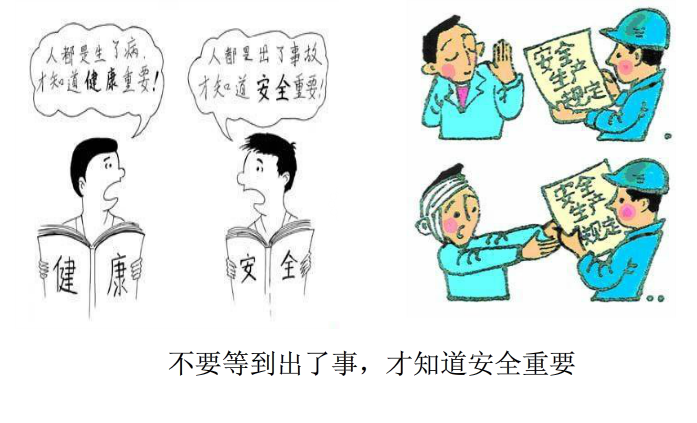 人都是生了病,
才知道健康重要!
人都是出了事故
才知道安全重要!
健康
安全
安全
生产
规定
安全
生产
规定
不要等到出了事，才知道安全重要